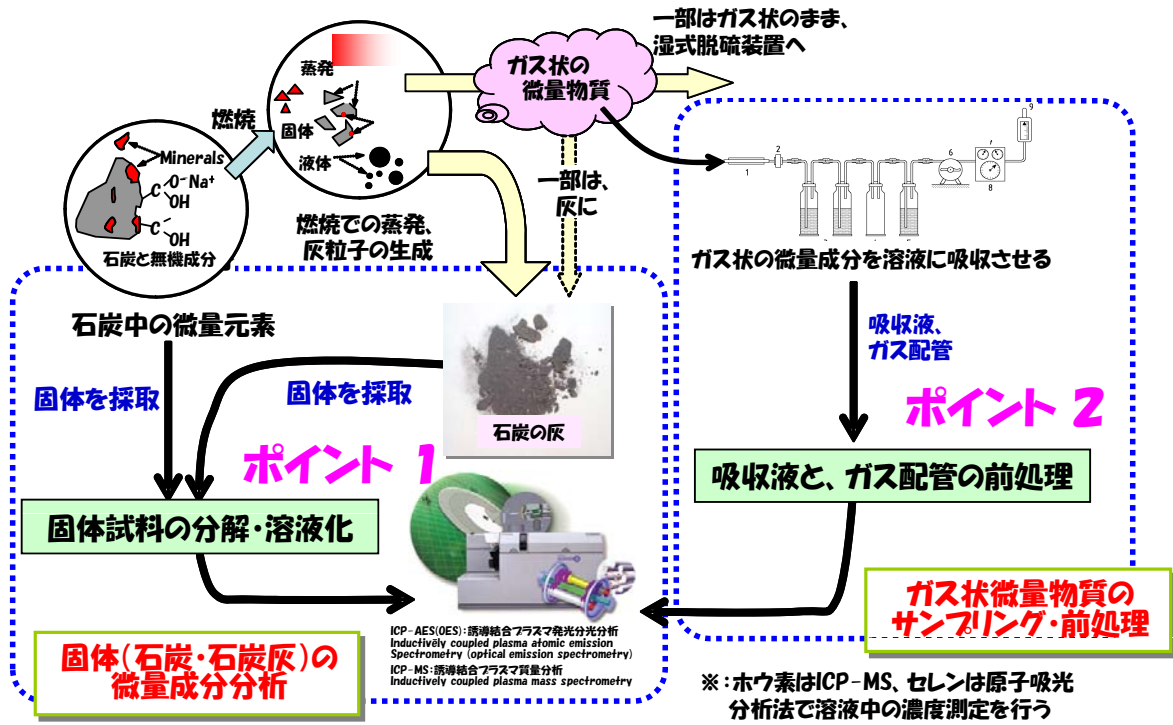 一部はガス状のまま、
湿式脱硫装置へ
ガス状の
微量物質
蒸発
固体
液体
燃焼
Minerals
O⁻Na⁺
C
OH
C
OH
石炭と無機成分
燃焼での蒸発、
灰粒子の生成
一部は、
灰に
1
2
6
8
9
ガス状の微量成分を溶液に吸収させる
石炭中の微量元素
固体を採取
固体を採取
石炭の灰
吸収液、
ガス配管
ポイント 1
ポイント 2
固体試料の分解・溶液化
吸収液と、ガス配管の前処理
ICP-AES(OES):誘導結合プラズマ発光分光分析
Inductively coupled plasma atomic emission
Spectrometry (optical emission spectrometry)
ICP-MS:誘導結合プラズマ質量分析
Inductively coupled plasma mass spectrometry
固体(石炭・石炭灰)の
微量成分分析
ガス状微量物質の
サンプリング・前処理
※:ホウ素はICP-MS、セレンは原子吸光
分析法で溶液中の濃度測定を行う